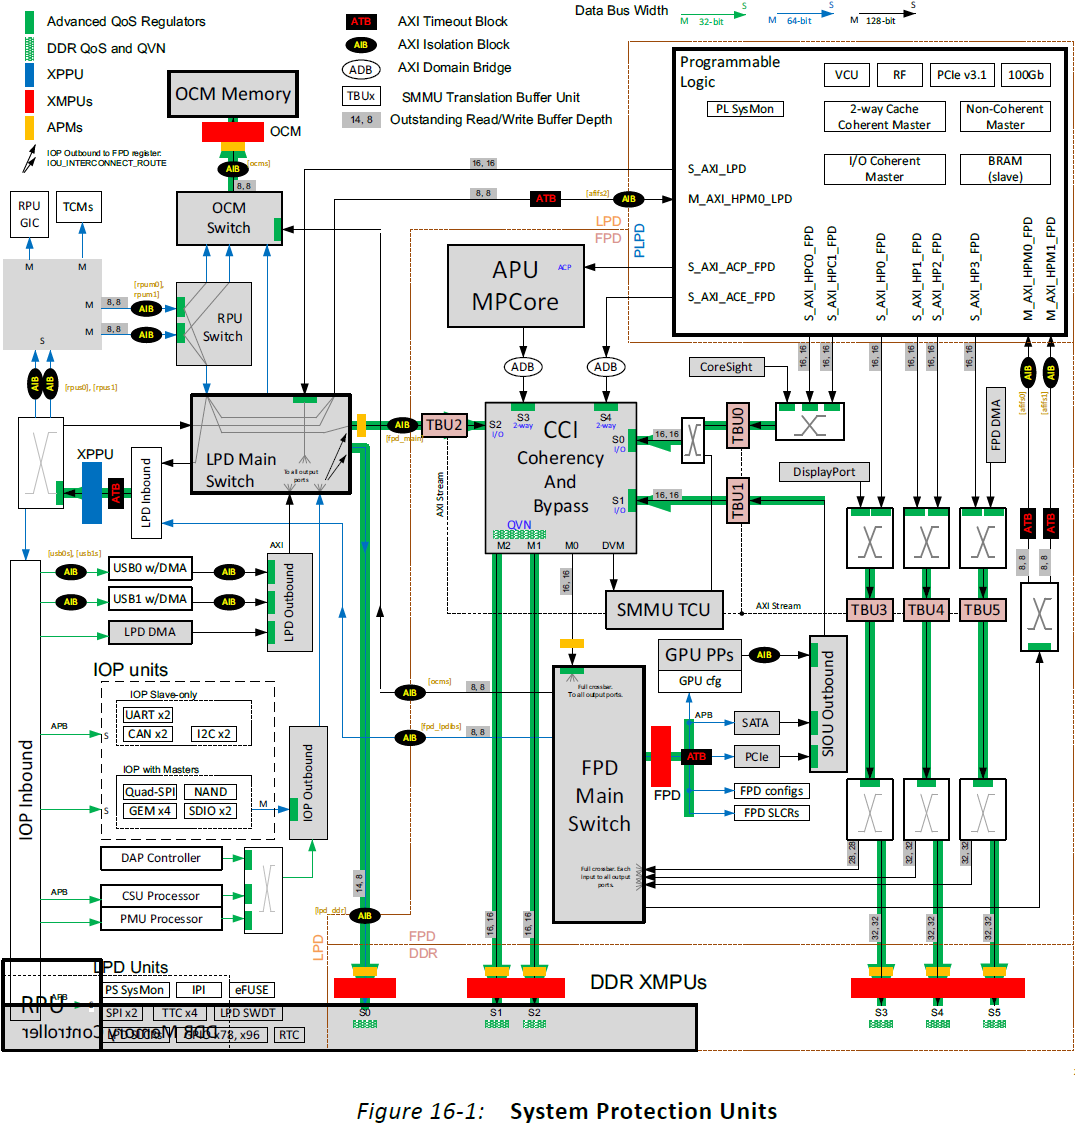 Advanced QoS Regulators
DDR QoS and QVN
XPPU
XMPUs
APMs
IOP Outbound to FPD register:
IOU_INTERCONNECT_ROUTE
ATB AXI Timeout Block
AIB AXI Isolation Block
ADB AXI Domain Bridge
TBUx SMMU Translation Buffer Unit
14, 8 Outstanding Read/Write Buffer Depth
Data Bus Width
M 32-bit S
M 64-bit S
M 128-bit S
OCM Memory
OCM
AIB
[ocms]
8, 8
OCM
Switch
RPU
GIC
TCMs
M
M
M
M
S
8, 8
8, 8
[rpum0],
rpum1]
AIB
AIB
RPU
Switch
AIB
AIB
[rpus0], [rpus1]
16, 16
8, 8
ATB
[afifs2]
AIB
LPD
FPD
PLPD
Programmable
Logic
VCU
RF
PCIe v3.1
100Gb
PL SysMon
2-way Cache
Coherent Master
Non-Coherent
Master
I/O Coherent
Master
BRAM
(slave)
S_AXI_LPD
M_AXI_HPM0_LPD
S_AXI_ACP_FPD
S_AXI_ACE_FPD
S_AXI_HPC0_FPD
S_AXI_HPC1_FPD
S_AXI_HP0_FPD
S_AXI_HP1_FPD
S_AXI_HP2_FPD
S_AXI_HP3_FPD
M_AXI_HPM0_FPD
M_AXI_HPM1_FPD
APU
MPCore
ACP
ADB
ADB
16, 16
16, 16
16, 16
16, 16
16, 16
16, 16
AIB
AIB
[afifs0]
[afifs1]
CoreSight
FPD DMA
DisplayPort
XPPU
ATB
LPD Inbound
LPD Main
Switch
To all output
ports
AIB
[fpd_main]
TBU2
AXI Stream
S3
2-way
S4
2-way
S2
I/O
S0
I/O
S1
I/O
CCI
Coherency
And
Bypass
QVN
M2
M1
M0
DVM
16, 16
16, 16
TBU0
TBU1
16, 16
SMMU TCU
AXI Stream
TBU3
TBU4
TBU5
ATB
ATB
8, 8
8, 8
[usb0s], [usb1s]
AIB
USB0 w/DMA
AIB
AIB
USB1 w/DMA
AIB
LPD DMA
AXI
LPD Outbound
IOP units
IOP Slave-only
UART x2
CAN x2
I2C x2
APB
S
IOP with Masters
Quad-SPI
NAND
GEM x4
SDIO x2
S
M
IOP Outbound
IOP Inbound
DAP Controller
CSU Processor
PMU Processor
APB
AIB
[ocms]
8, 8
AIB
[fpd_lpdibs]
8, 8
Full crossbar.
To all output ports.
FPD
Main
Switch
Full crossbar. Each
input to all output
ports.
GPU PPs
GPU cfg
AIB
APB
SATA
ATB
PCIe
FPD
FPD configs
FPD SLCRs
SIOU Outbound
28, 28
32, 32
32, 32
14, 8
[lpd_ddr]
AIB
16, 16
16, 16
32, 32
32, 32
32, 32
LPD
FPD
DDR
DDR XMPUs
LPD Units
RPU
APB
PS SysMon
IPI
eFUSE
SPI x2
TTC x4
LPD SWDT
LPD SLCRs
GPIO x78, x96
RTC
DDR Memory Controller
S0
S1
S2
S3
S4
S5
Figure 16-1: System Protection Units